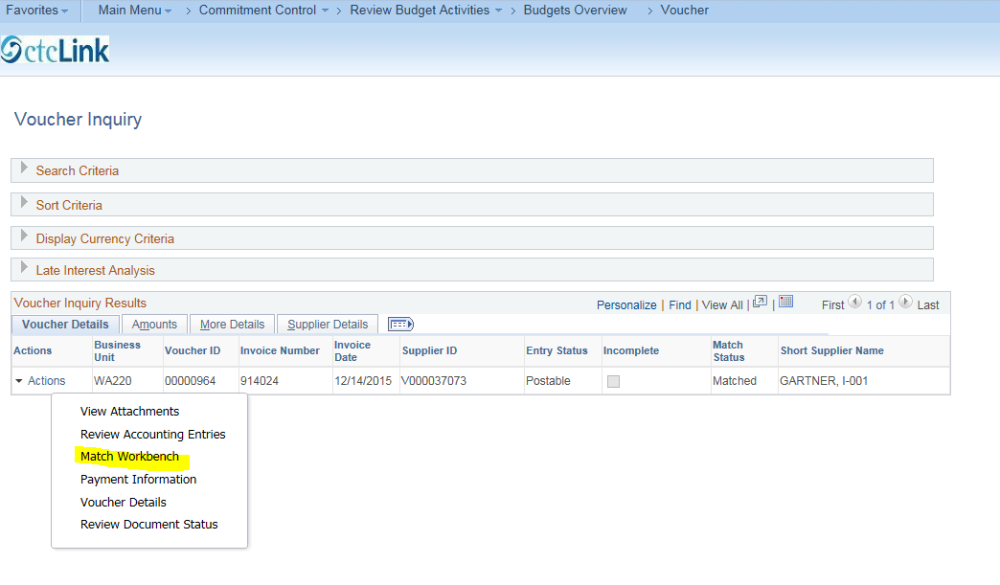 Favorites Main Menu > Commitment Control > Review Budget Activities > Budgets Overview > Voucher
ctcLink
Voucher Inquiry
Search Criteria
Sort Criteria
Display Currency Criteria
Late Interest Analysis
Voucher Inquiry Results
Personalize | Find | View All | | First 1 of 1 Last
Voucher Details Amounts More Details Supplier Details
Actions Business Unit Voucher ID Invoice Number Invoice Date Supplier ID Entry Status Incomplete Match Status Short Supplier Name
Actions WA220 00000964 914024 12/14/2015 V000037073 Postable Matched GARTNER, I-001
View Attachments
Review Accounting Entries
Match Workbench
Payment Information
Voucher Details
Review Document Status